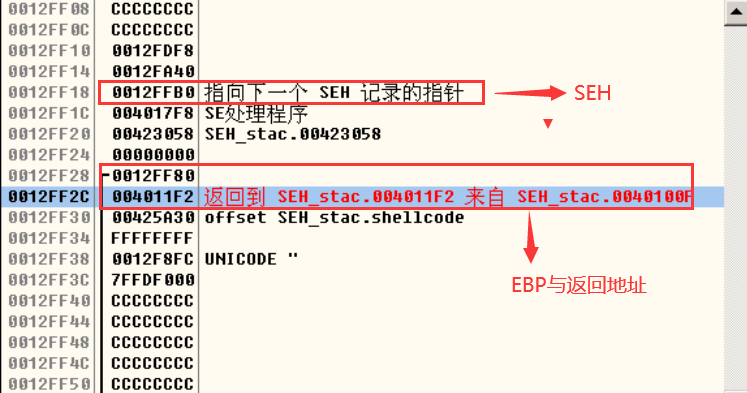 0012FF08 CCCCCCCC
0012FF0C CCCCCCCC
0012FF10 0012FDF8
0012FF14 0012FA40
0012FF18 0012FFB0 指向下一个 SEH 记录的指针 SEH
0012FF1C 004017F8 SE处理程序
0012FF20 00423058 SEH_stac.00423058
0012FF24 00000000
0012FF28 0012FF80
0012FF2C 004011F2 返回到 SEH_stac.004011F2 来自 SEH_stac.0040100F
0012FF30 00425A30 offset SEH_stac.shellcode
0012FF34 FFFFFFFF
0012FF38 0012F8FC UNICODE "
0012FF3C 7FFDF000
EBP与返回地址
0012FF40 CCCCCCCC
0012FF44 CCCCCCCC
0012FF48 CCCCCCCC
0012FF4C CCCCCCCC
0012FF50 CCCCCCCC